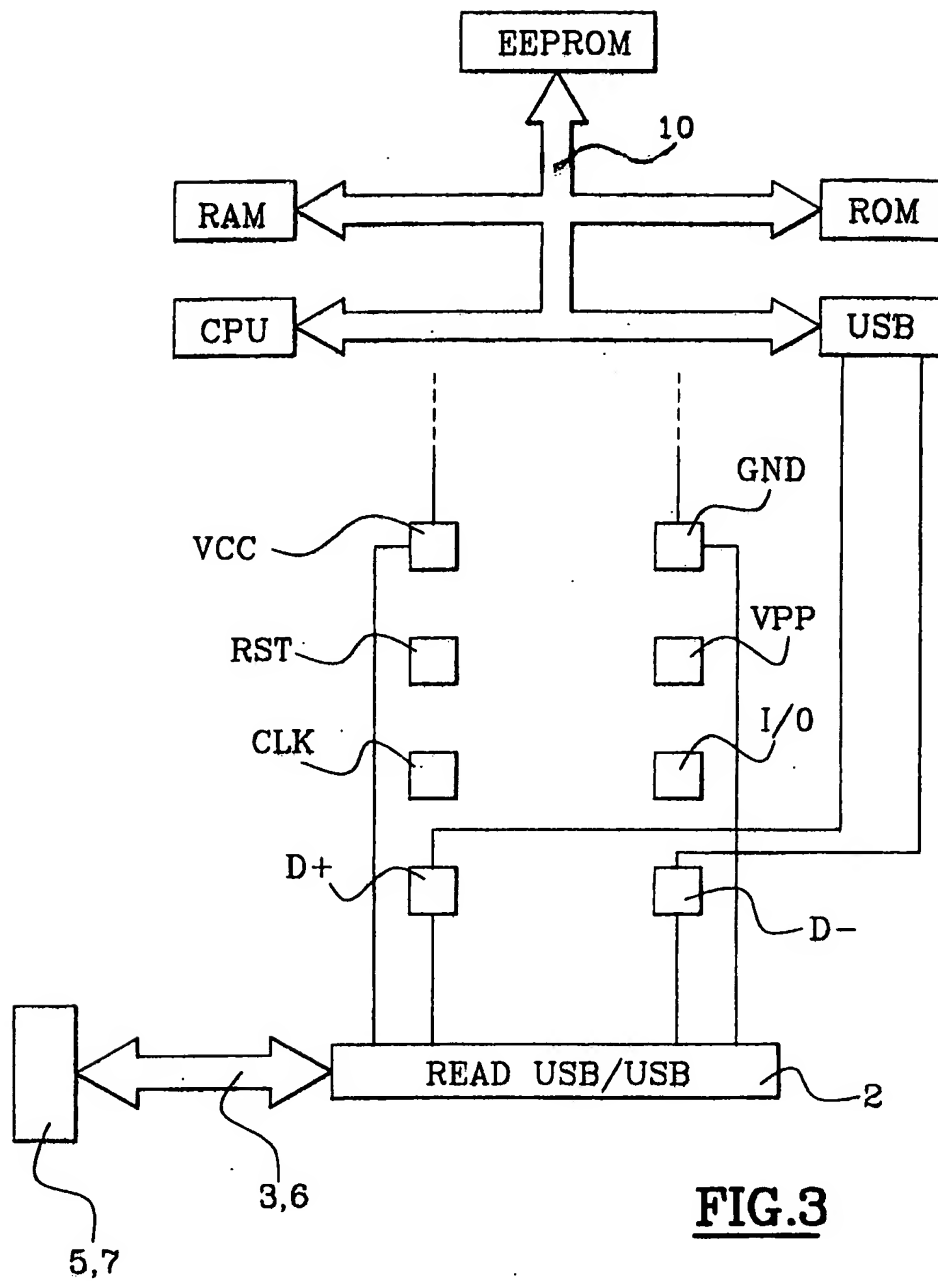 EEPROM
10
RAM
ROM
CPU
USB
GND
VCC
VPP
RST
I/O
CLK
D+
D-
READ USB/USB
2
3,6
5,7
FIG.3